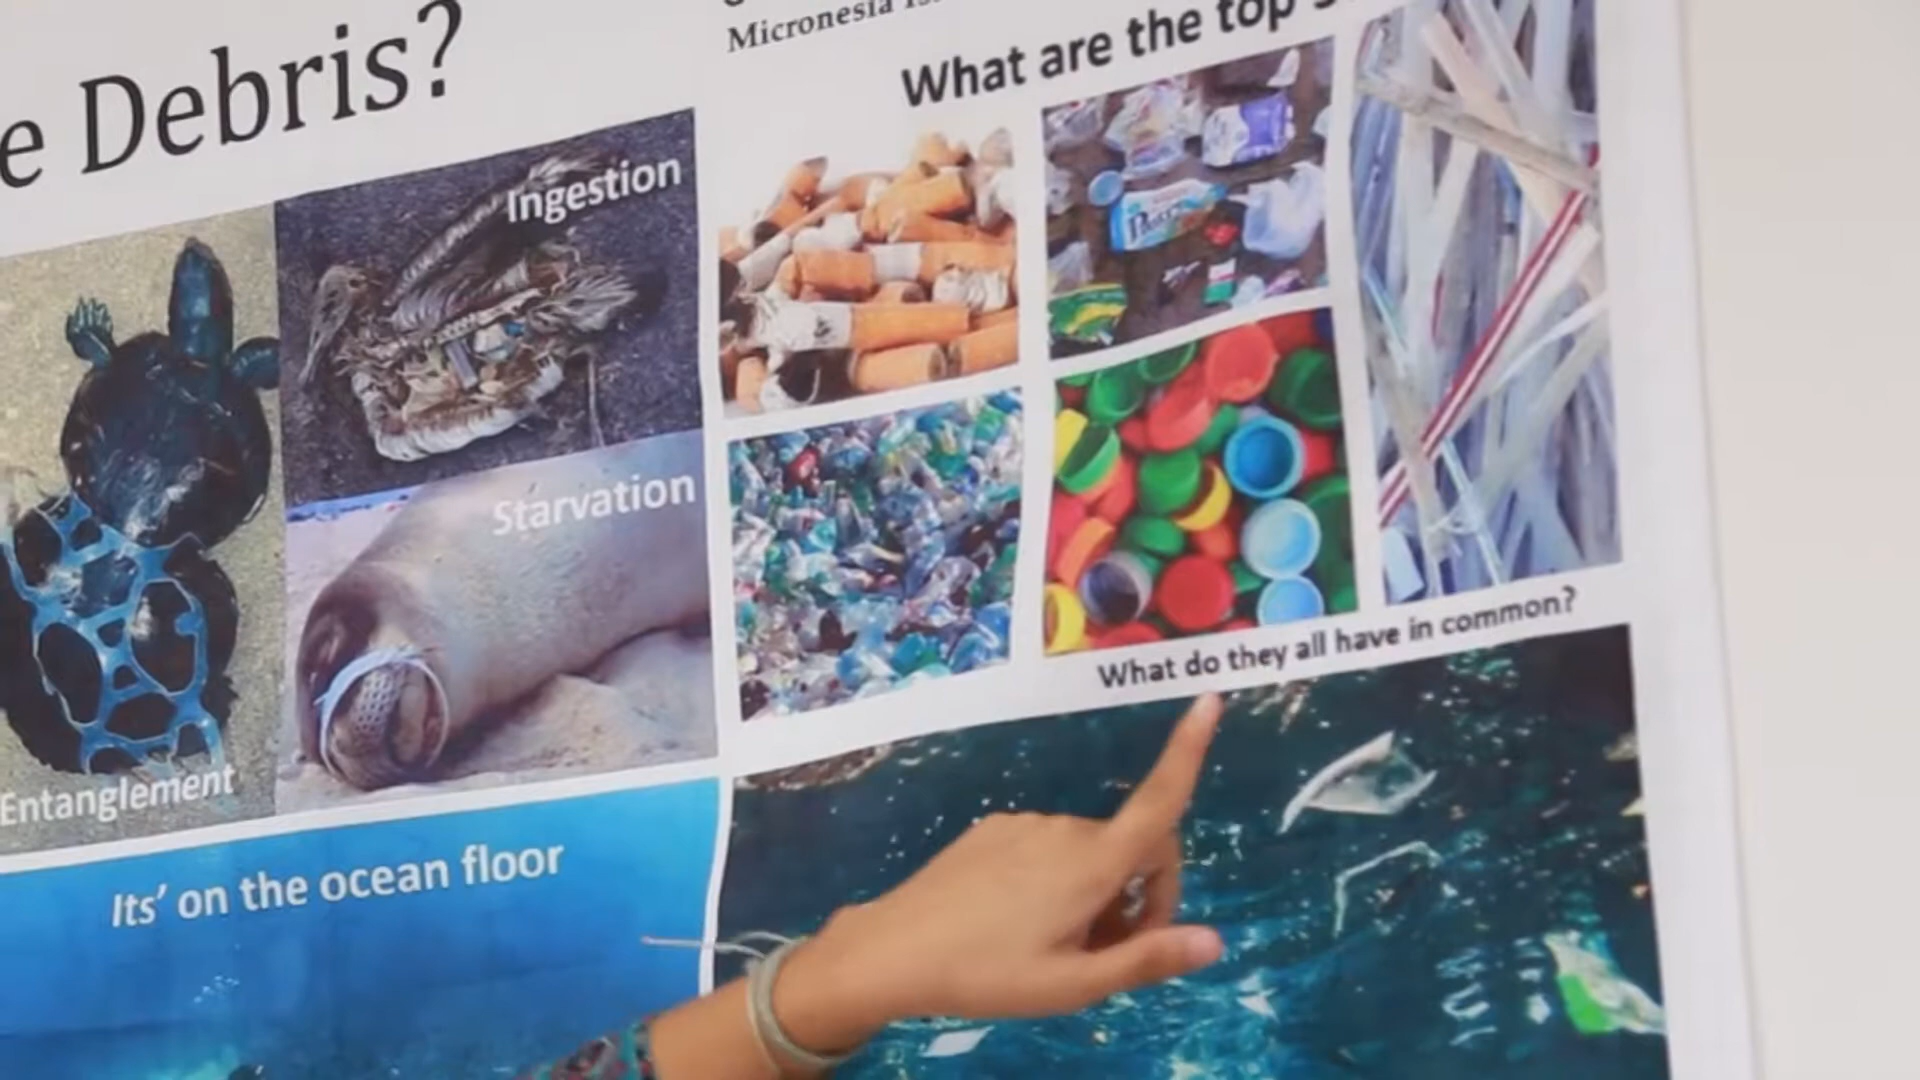 e Debris?
Micronesia
What are the top
Ingestion
Starvation
Entanglement
What do they all have in common?
Its' on the ocean floor